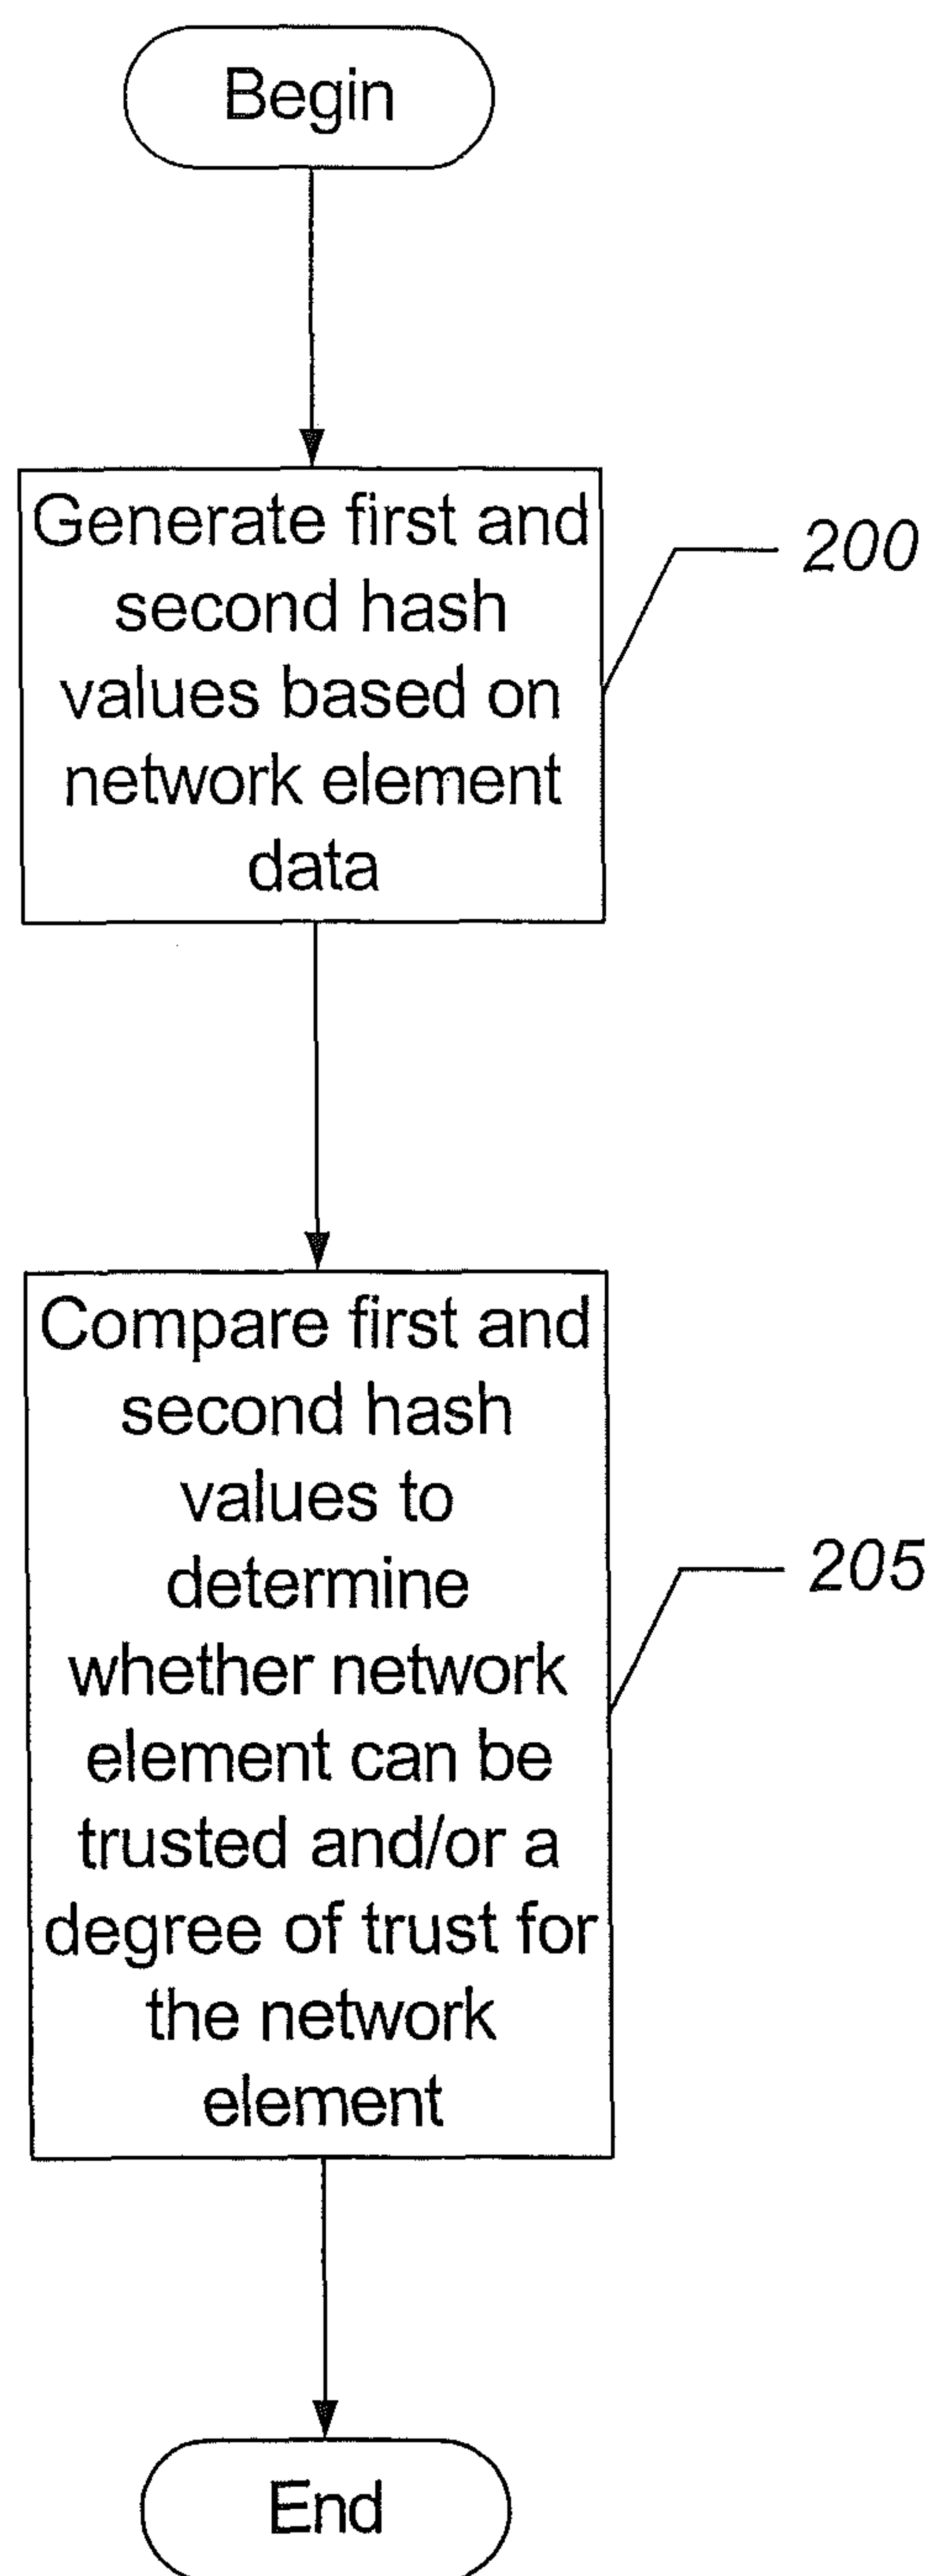 Begin
Generate first and
second hash
values based on
network element
data
200
Compare first and
second hash
values to
determine
whether network
element can be
trusted and/or a
degree of trust for
the network
element
205
End